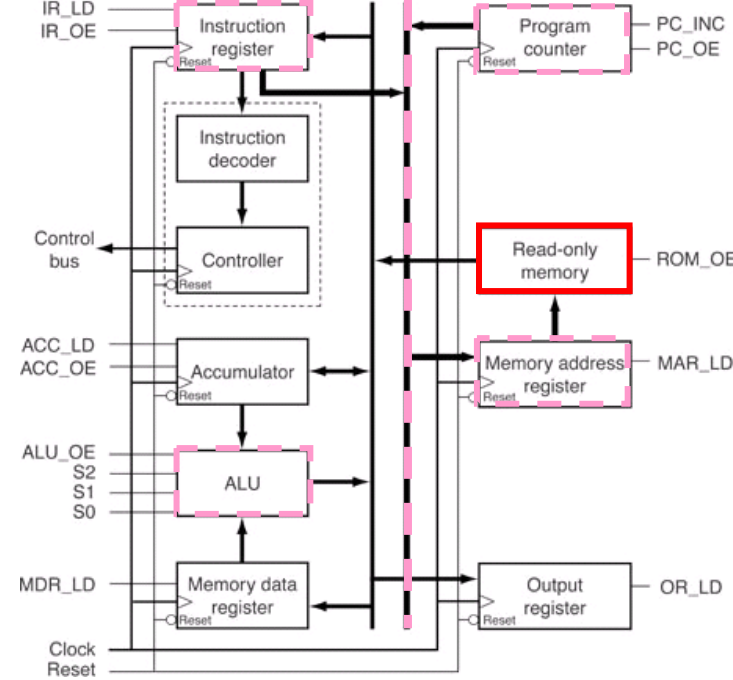 IR_LD
IR_OE
Instruction
register
Reset
Program
counter
Reset
PC_INC
PC_OE
Instruction
decoder
Control
bus
Controller
Reset
Read-only
memory
ROM_OE
ACC_LD
ACC_OE
Accumulator
Reset
Memory address
register
Reset
MAR_LD
ALU_OE
S2
S1
S0
ALU
MDR_LD
Memory data
register
Reset
Output
register
Reset
OR_LD
Clock
Reset